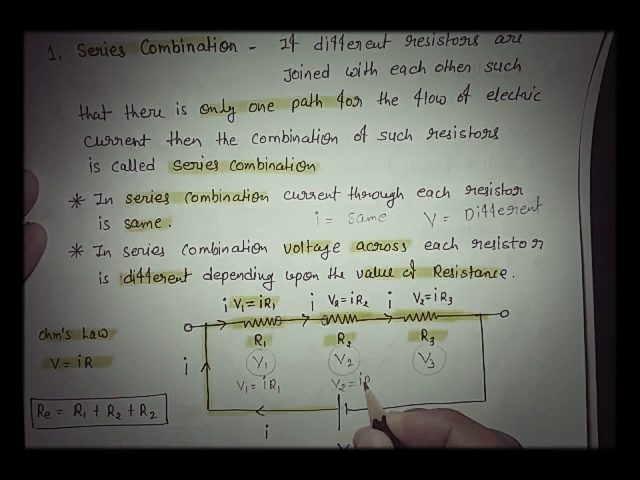 1. Series Combination - If different resistors are
joined with each other such
that there is only one path for the flow of electric
current then the combination of such resistors
is called series combination
* In series combination current through each resistor
is same. i = same V = Different
* In series combination voltage across each resistor
is different depending upon the value of Resistance.
i V₁=iR₁ i V₂=iR₂ i V₂=iR₃
Ohm's Law R₁ R₂ R₃
V = iR i V₁ V₂ V₃
V₁ = iR₁ V₂ = iR
Re = R₁ + R₂ + R₂
i